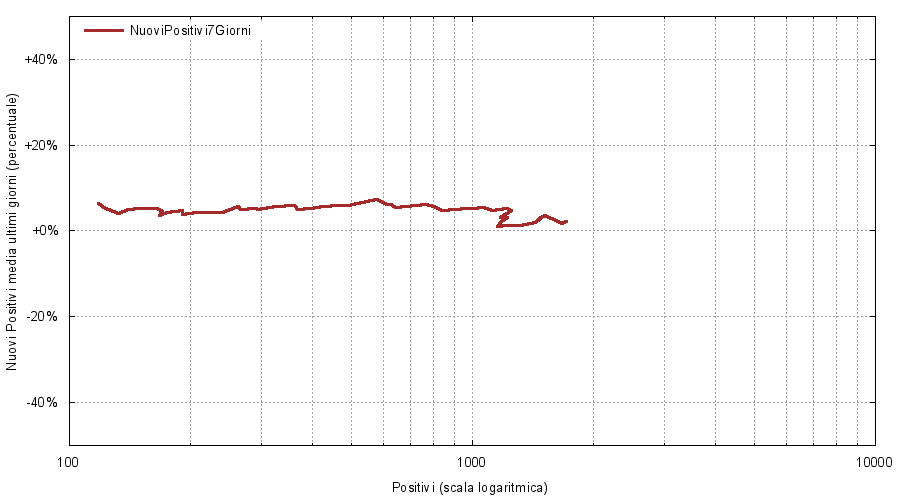 NuoviPositivi7Giorni
+40%
+20%
+0%
-20%
-40%
Nuovi Positivi media ultimi giorni (percentuale)
100 1000 10000
Positivi (scala logaritmica)